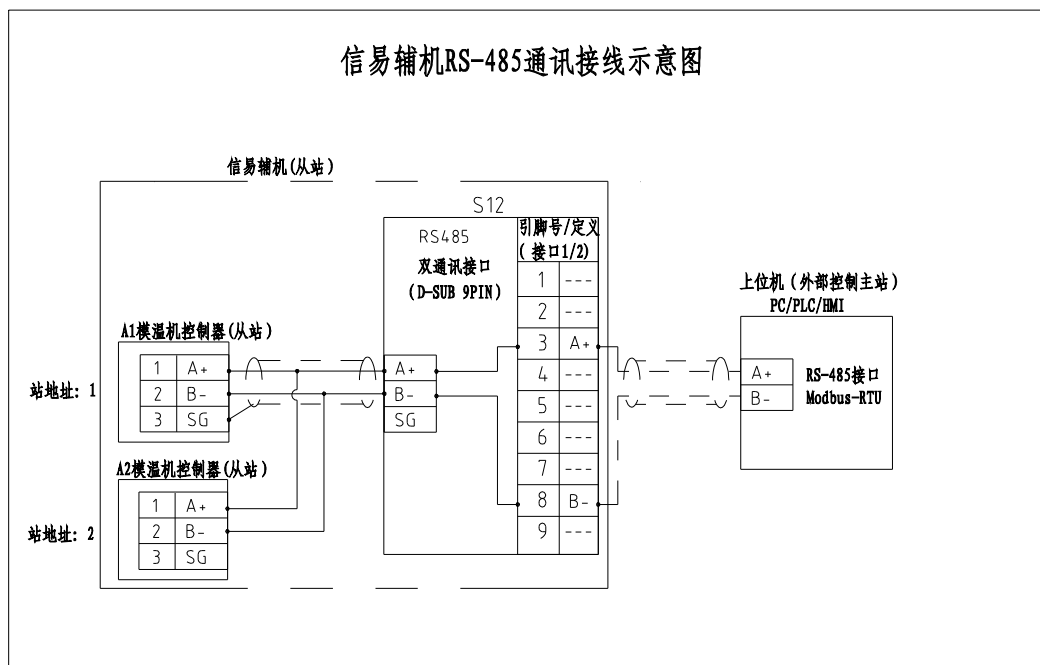 信易辅机RS-485通讯接线示意图
信易辅机(从站)
S12
RS485
双通讯接口
(D-SUB 9PIN)
引脚号/定义
( 接口1/2)
1 ---
2 ---
3 A+
4 ---
5 ---
6 ---
7 ---
8 B-
9 ---
A+
B-
SG
A1模温机控制器(从站)
站地址: 1
1 A+
2 B-
3 SG
A2模温机控制器(从站)
站地址: 2
1 A+
2 B-
3 SG
上位机(外部控制主站)
PC/PLC/HMI
A+
B-
RS-485接口
Modbus-RTU